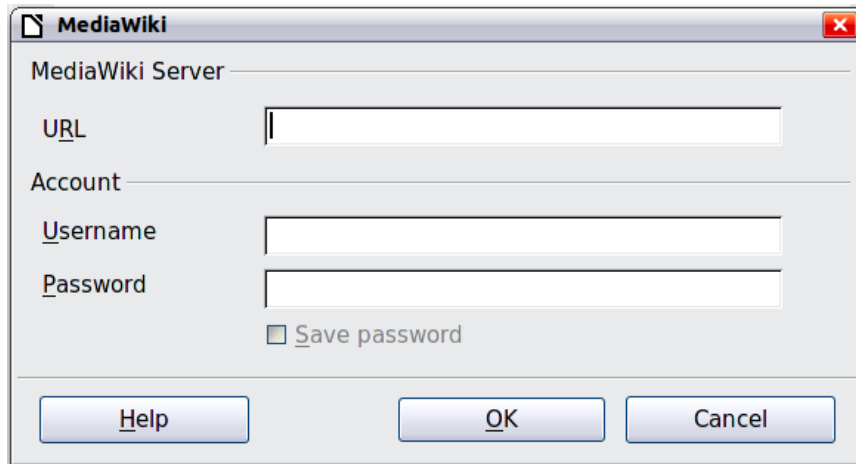 MediaWiki
MediaWiki Server
URL
Account
Username
Password
Save password
Help OK Cancel